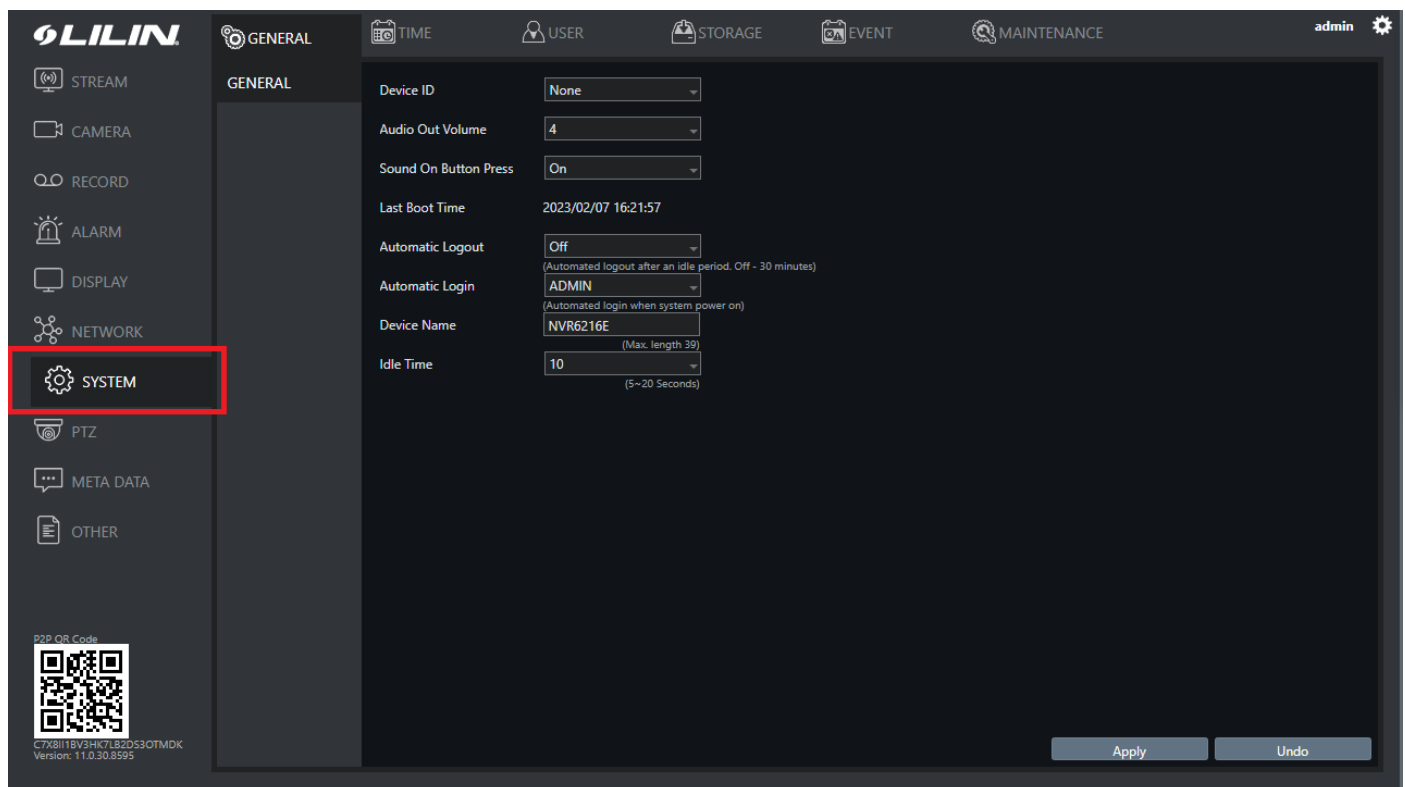 LILIN
GENERAL
TIME
USER
STORAGE
EVENT
MAINTENANCE
admin
STREAM
CAMERA
RECORD
ALARM
DISPLAY
NETWORK
SYSTEM
PTZ
META DATA
OTHER
P2P QR Code
C7X8II1BV3HK7LB2DS3OTMDK
Version: 11.0.30.8595
GENERAL
Device ID None
Audio Out Volume 4
Sound On Button Press On
Last Boot Time 2023/02/07 16:21:57
Automatic Logout Off
(Automated logout after an idle period. Off - 30 minutes)
Automatic Login ADMIN
(Automated login when system power on)
Device Name NVR6216E
(Max. length 39)
Idle Time 10
(5~20 Seconds)
Apply Undo